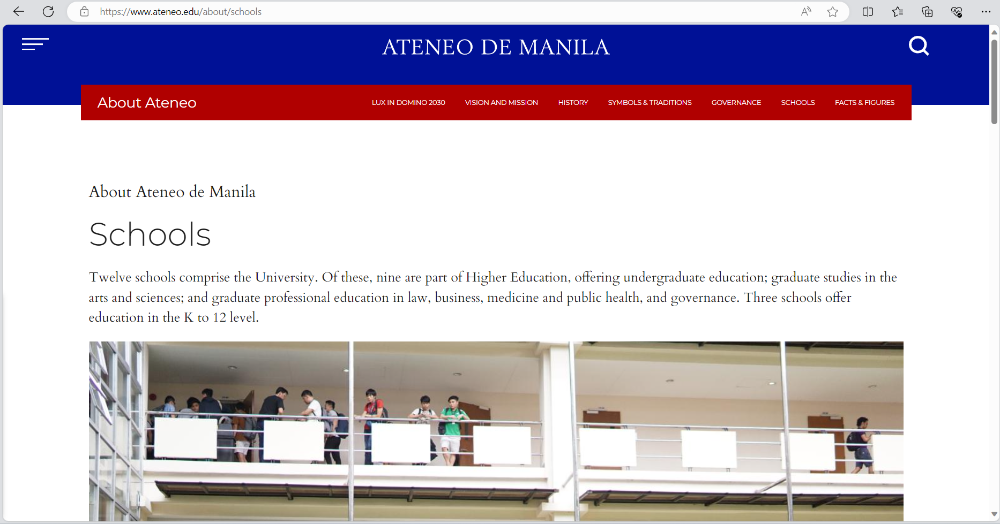 https://www.ateneo.edu/about/schools
ATENEO DE MANILA
About Ateneo
LUX IN DOMINO 2030
VISION AND MISSION
HISTORY
SYMBOLS & TRADITIONS
GOVERNANCE
SCHOOLS
FACTS & FIGURES
About Ateneo de Manila
Schools
Twelve schools comprise the University. Of these, nine are part of Higher Education, offering undergraduate education; graduate studies in the
arts and sciences; and graduate professional education in law, business, medicine and public health, and governance. Three schools offer
education in the K to 12 level.